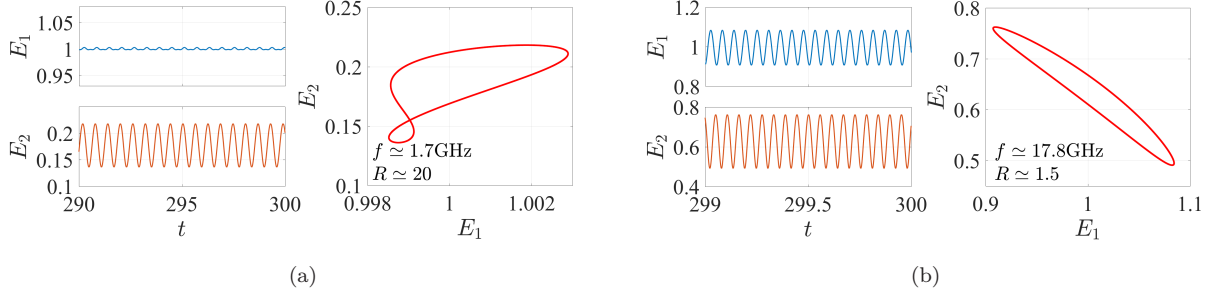 1.05
1
0.95
E₁
0.2
0.15
0.1
E₂
290
295
300
t
0.25
0.2
0.15
0.1
E₂
f ≃ 1.7GHz
R ≃ 20
0.998
1
1.002
E₁
(a)
1.2
1
0.8
E₁
0.8
0.6
0.4
E₂
299
299.5
300
t
0.8
0.7
0.6
0.5
E₂
f ≃ 17.8GHz
R ≃ 1.5
0.9
1
1.1
E₁
(b)